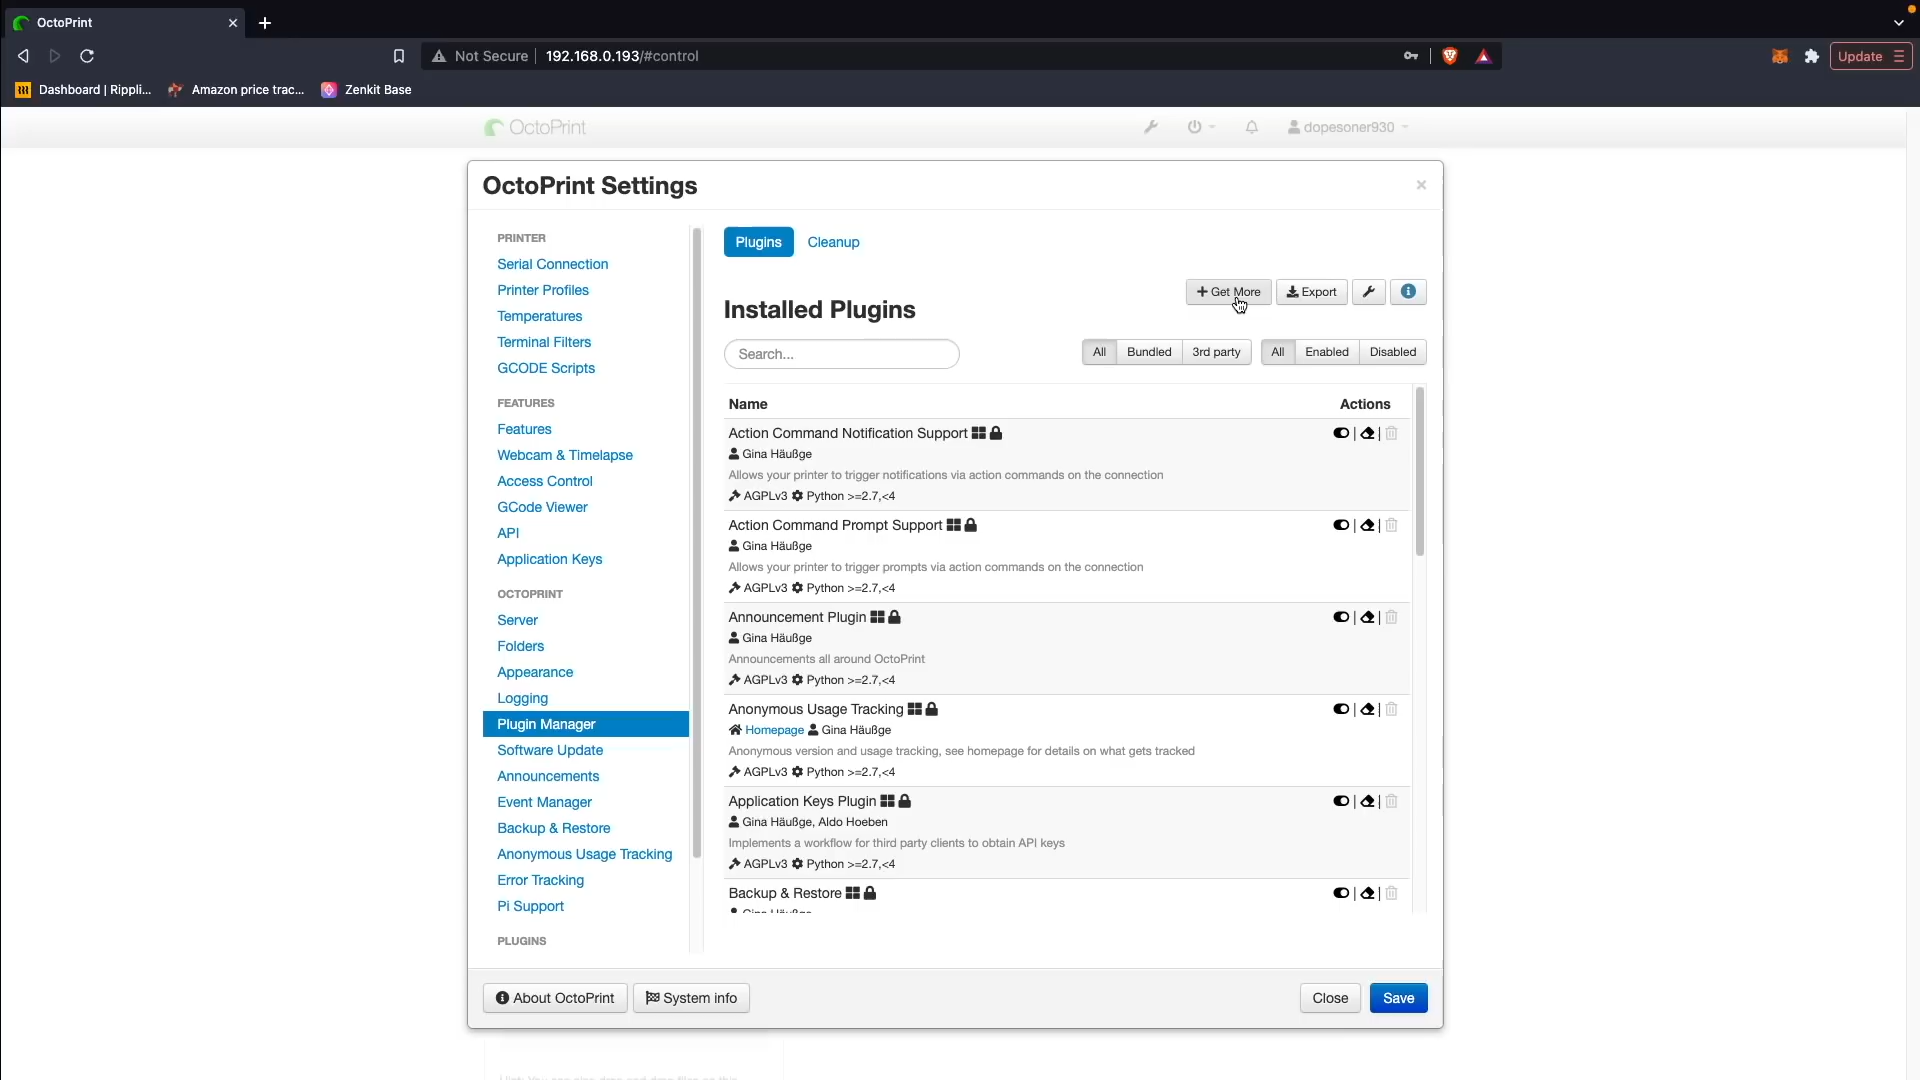 OctoPrint
Not Secure
192.168.0.193/#control
Update
Dashboard | Rippli...
Amazon price trac...
Zenkit Base
OctoPrint
dopesoner930
OctoPrint Settings
PRINTER
Serial Connection
Printer Profiles
Temperatures
Terminal Filters
GCODE Scripts
FEATURES
Features
Webcam & Timelapse
Access Control
GCode Viewer
API
Application Keys
OCTOPRINT
Server
Folders
Appearance
Logging
Plugin Manager
Software Update
Announcements
Event Manager
Backup & Restore
Anonymous Usage Tracking
Error Tracking
Pi Support
PLUGINS
Plugins
Cleanup
Get More
Export
Installed Plugins
Search...
All
Bundled
3rd party
All
Enabled
Disabled
Name
Actions
Action Command Notification Support
Gina Häußge
Allows your printer to trigger notifications via action commands on the connection
AGPLv3 Python >=2.7,<4
Action Command Prompt Support
Gina Häußge
Allows your printer to trigger prompts via action commands on the connection
AGPLv3 Python >=2.7,<4
Announcement Plugin
Gina Häußge
Announcements all around OctoPrint
AGPLv3 Python >=2.7,<4
Anonymous Usage Tracking
Homepage Gina Häußge
Anonymous version and usage tracking, see homepage for details on what gets tracked
AGPLv3 Python >=2.7,<4
Application Keys Plugin
Gina Häußge, Aldo Hoeben
Implements a workflow for third party clients to obtain API keys
AGPLv3 Python >=2.7,<4
Backup & Restore
Gina Häußge
About OctoPrint
System info
Close
Save